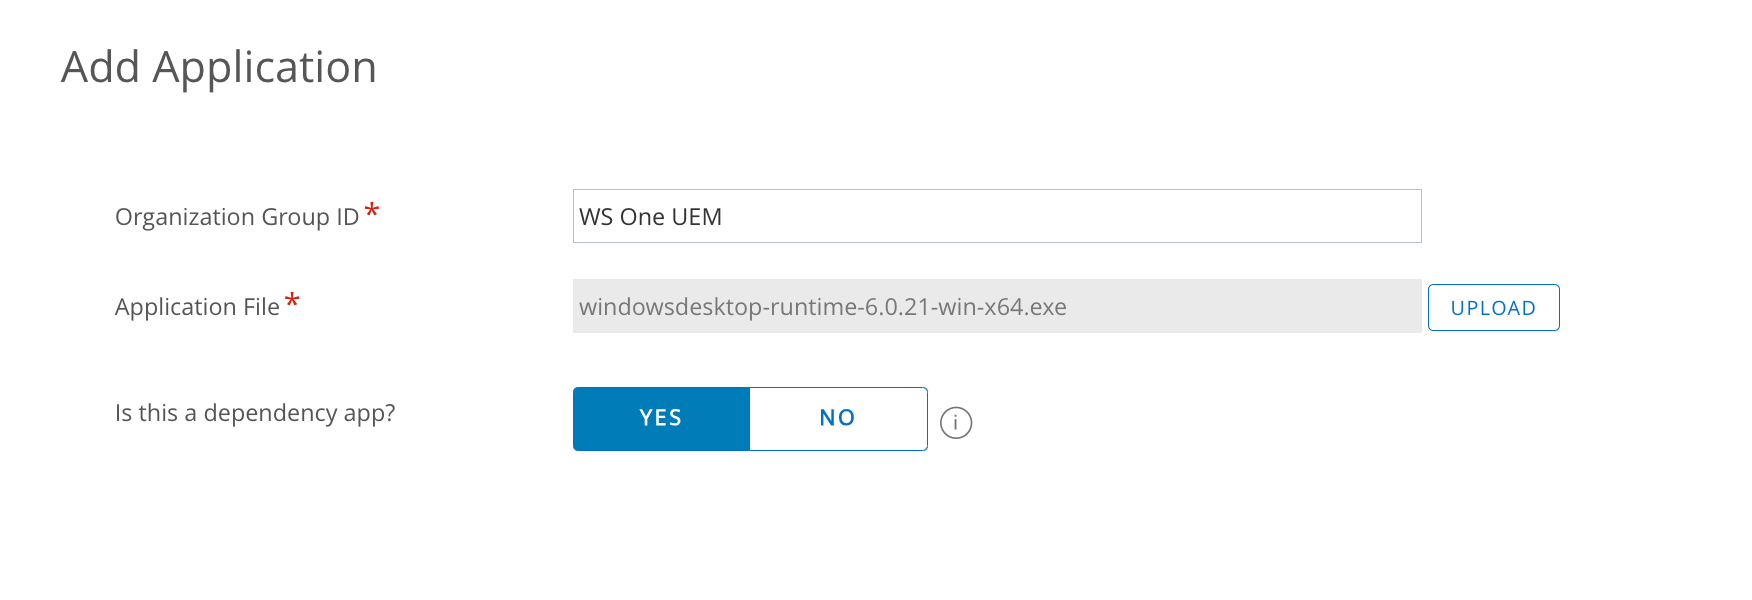 Add Application
Organization Group ID *
WS One UEM
Application File *
windowsdesktop-runtime-6.0.21-win-x64.exe
UPLOAD
Is this a dependency app?
YES
NO
i